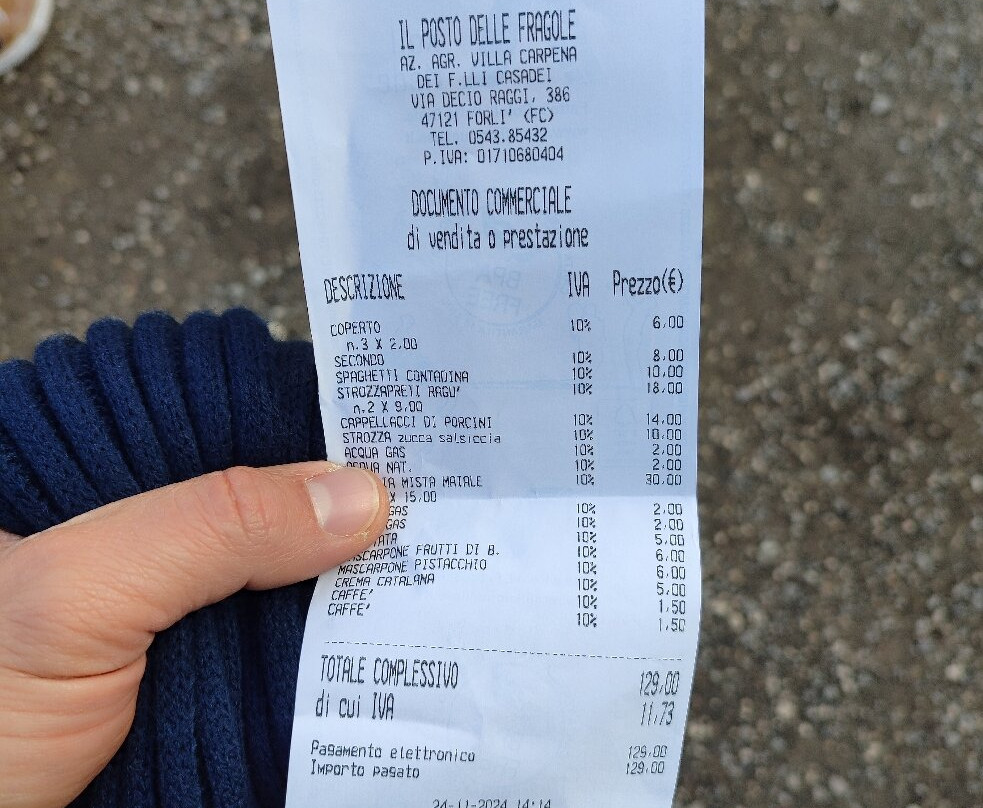 IL POSTO DELLE FRAGOLE
AZ. AGR. VILLA CARPENA
DEI F.LLI CASADEI
VIA DECIO RAGGI, 386
47121 FORLI' (FC)
TEL. 0543.85432
P.IVA: 01710680404
DOCUMENTO COMMERCIALE
di vendita o prestazione
DESCRIZIONE IVA Prezzo(€)
COPERTO 10% 6,00
n.3 X 2,00
SECONDO 10% 8,00
SPAGHETTI CONTADINA 10% 10,00
STROZZAPRETI RAGU' 10% 18,00
n.2 X 9,00
CAPPELLACCI DI PORCINI 10% 14,00
STROZZA zucca salsiccia 10% 10,00
ACQUA GAS 10% 2,00
ACQUA NAT. 10% 2,00
MISTA MAIALE 10% 30,00
X 15,00
GAS 10% 2,00
GAS 10% 2,00
10% 5,00
MASCARPONE FRUTTI DI B. 10% 6,00
MASCARPONE PISTACCHIO 10% 6,00
CREMA CATALANA 10% 5,00
CAFFE' 10% 1,50
CAFFE' 10% 1,50
TOTALE COMPLESSIVO 129,00
di cui IVA 11,73
Pagamento elettronico 129,00
Importo pagato 129,00
24-11-2024 14:14